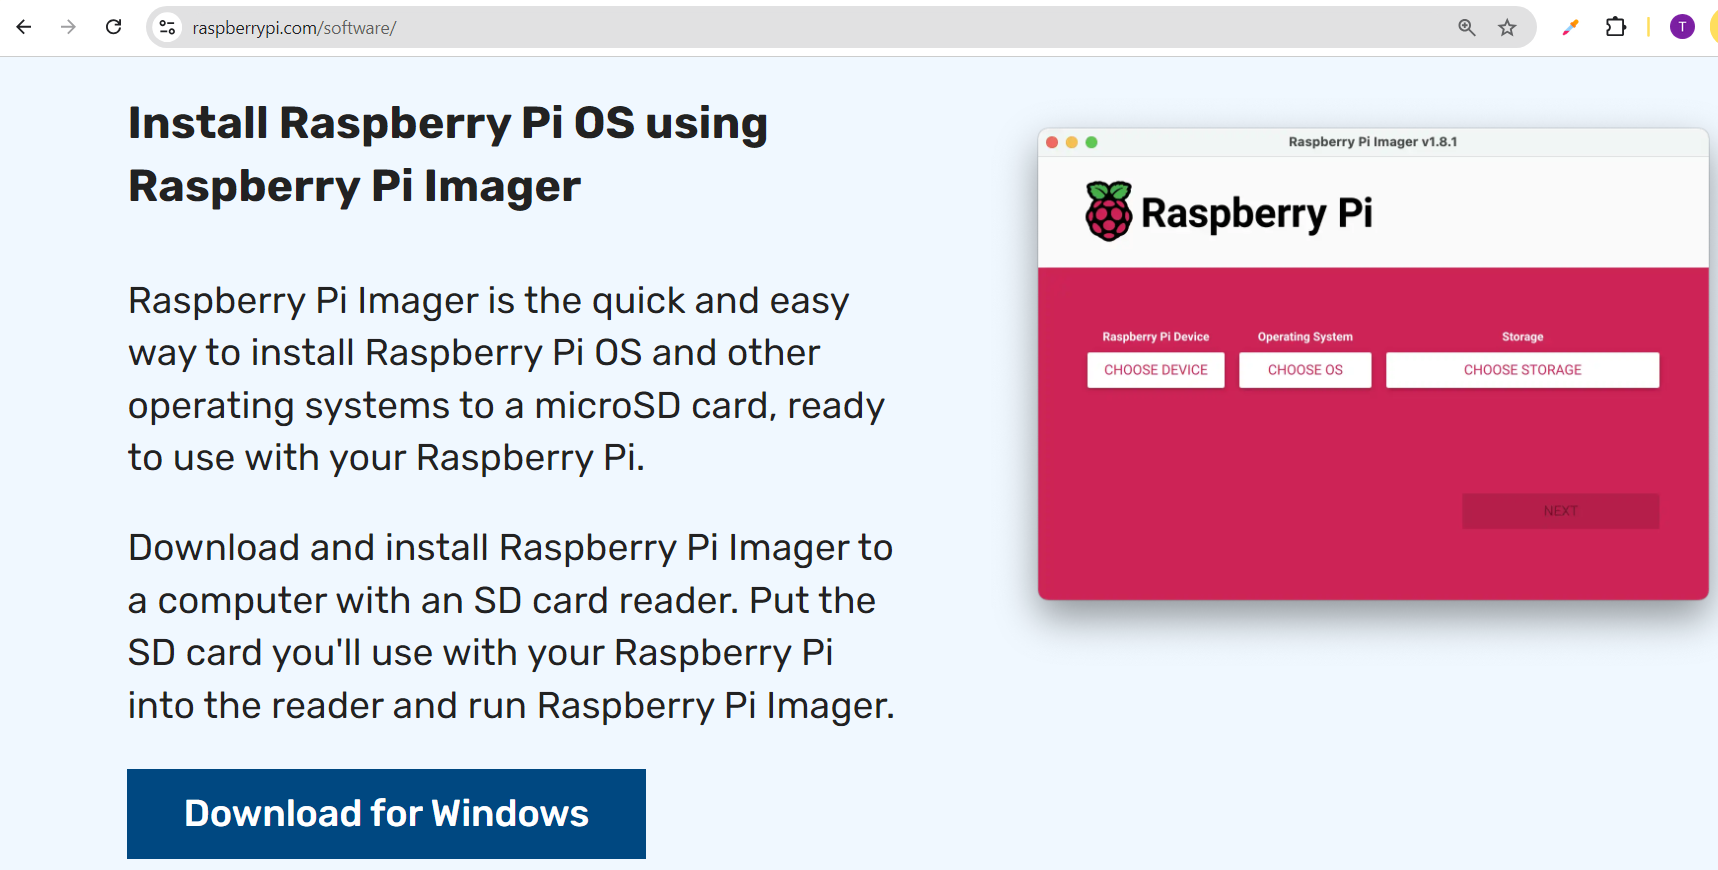 raspberrypi.com/software/
T
Install Raspberry Pi OS using
Raspberry Pi Imager
Raspberry Pi Imager is the quick and easy
way to install Raspberry Pi OS and other
operating systems to a microSD card, ready
to use with your Raspberry Pi.
Download and install Raspberry Pi Imager to
a computer with an SD card reader. Put the
SD card you'll use with your Raspberry Pi
into the reader and run Raspberry Pi Imager.
Download for Windows
Raspberry Pi Imager v1.8.1
Raspberry Pi
Raspberry Pi Device Operating System Storage
CHOOSE DEVICE CHOOSE OS CHOOSE STORAGE
NEXT